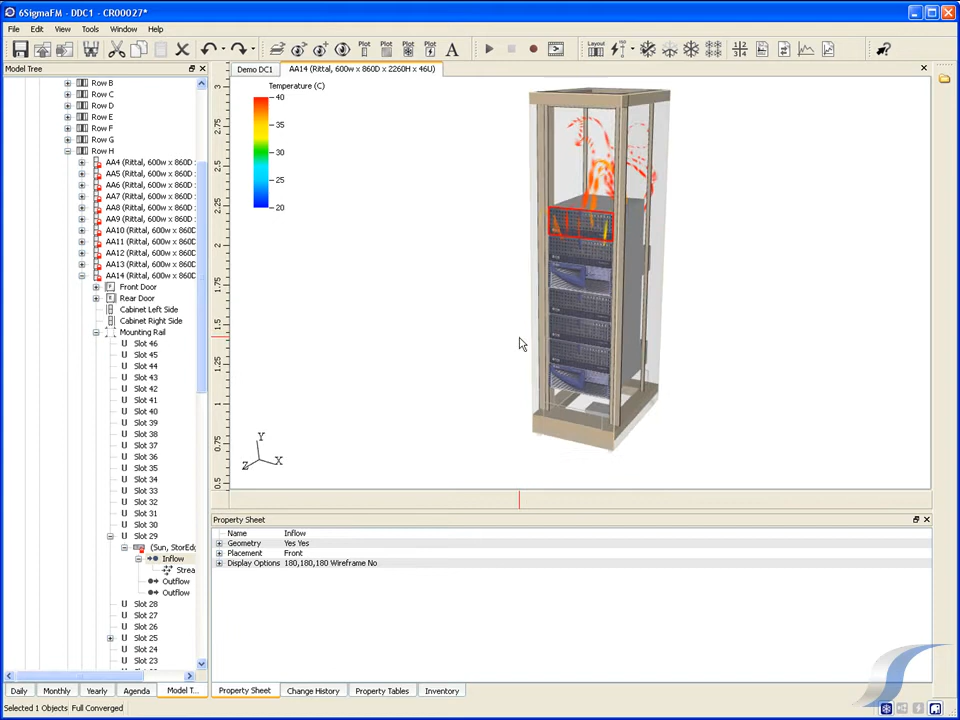 6SigmaFM - DDC1 - CR00027*
File Edit View Tools Window Help
Plot Plot Plot Plot A Layout
Model Tree
Demo DC1 AA14 (Rittal, 600w x 860D x 2260H x 46U)
Row B
Row C
Row D
Row E
Row F
Row G
Row H
AA4 (Rittal, 600w x 860D
AA5 (Rittal, 600w x 860D
AA6 (Rittal, 600w x 860D
AA7 (Rittal, 600w x 860D
AA8 (Rittal, 600w x 860D
AA9 (Rittal, 600w x 860D
AA10 (Rittal, 600w x 860D
AA11 (Rittal, 600w x 860D
AA12 (Rittal, 600w x 860D
AA13 (Rittal, 600w x 860D
AA14 (Rittal, 600w x 860D
Front Door
Rear Door
Cabinet Left Side
Cabinet Right Side
Mounting Rail
Slot 46
Slot 45
Slot 44
Slot 43
Slot 42
Slot 41
Slot 40
Slot 39
Slot 38
Slot 37
Slot 36
Slot 35
Slot 34
Slot 33
Slot 32
Slot 31
Slot 30
Slot 29
(Sun, StorEd
Inflow
Strea
Outflow
Outflow
Slot 28
Slot 27
Slot 26
Slot 25
Slot 24
Slot 23
Daily Monthly Yearly Agenda Model T...
Temperature (C)
40
35
30
25
20
3
2.75
2.5
2.25
2
1.75
1.5
1.25
1
0.75
0.5
Y
Z X
Property Sheet
Name Inflow
Geometry Yes Yes
Placement Front
Display Options 180,180,180 Wireframe No
Property Sheet Change History Property Tables Inventory
Selected 1 Objects Full Converged